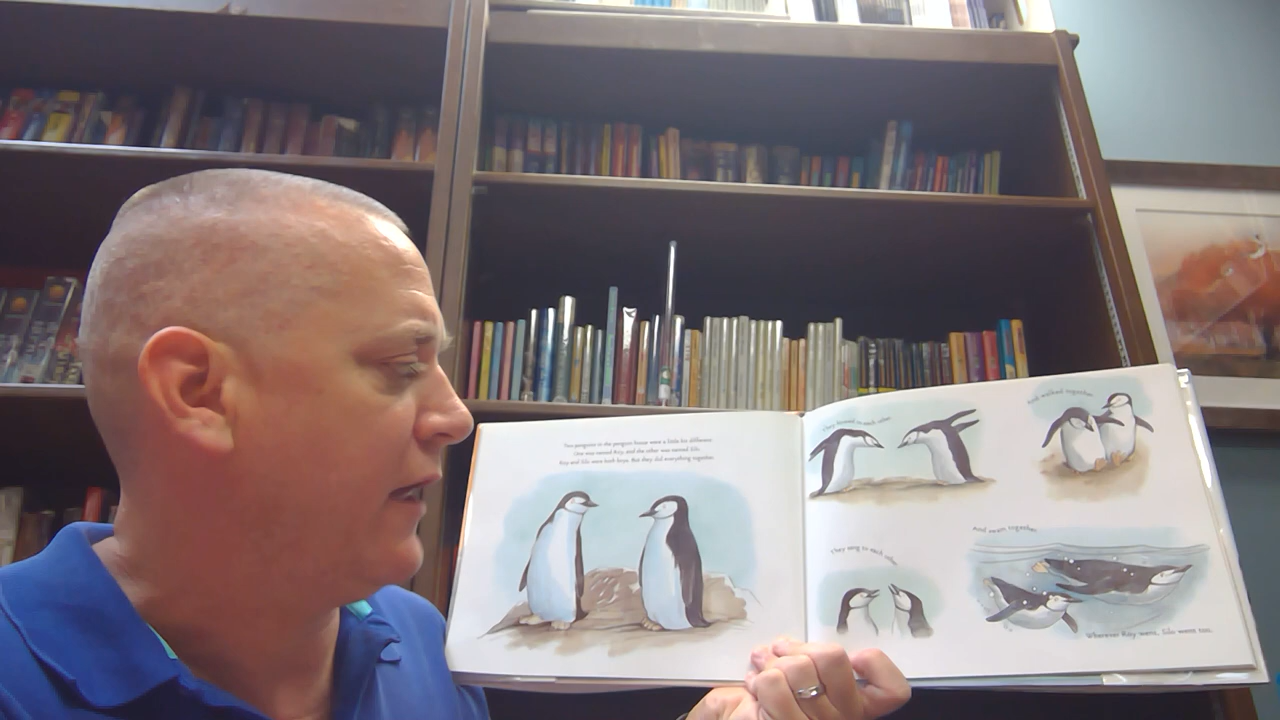 Two penguins in the penguin house were a little bit different.
One was named Roy, and the other was named Silo.
Roy and Silo were both boys. But they did everything together.
They bowed to each other.
And walked together.
They sang to each other.
And swam together.
Wherever Roy went, Silo went too.